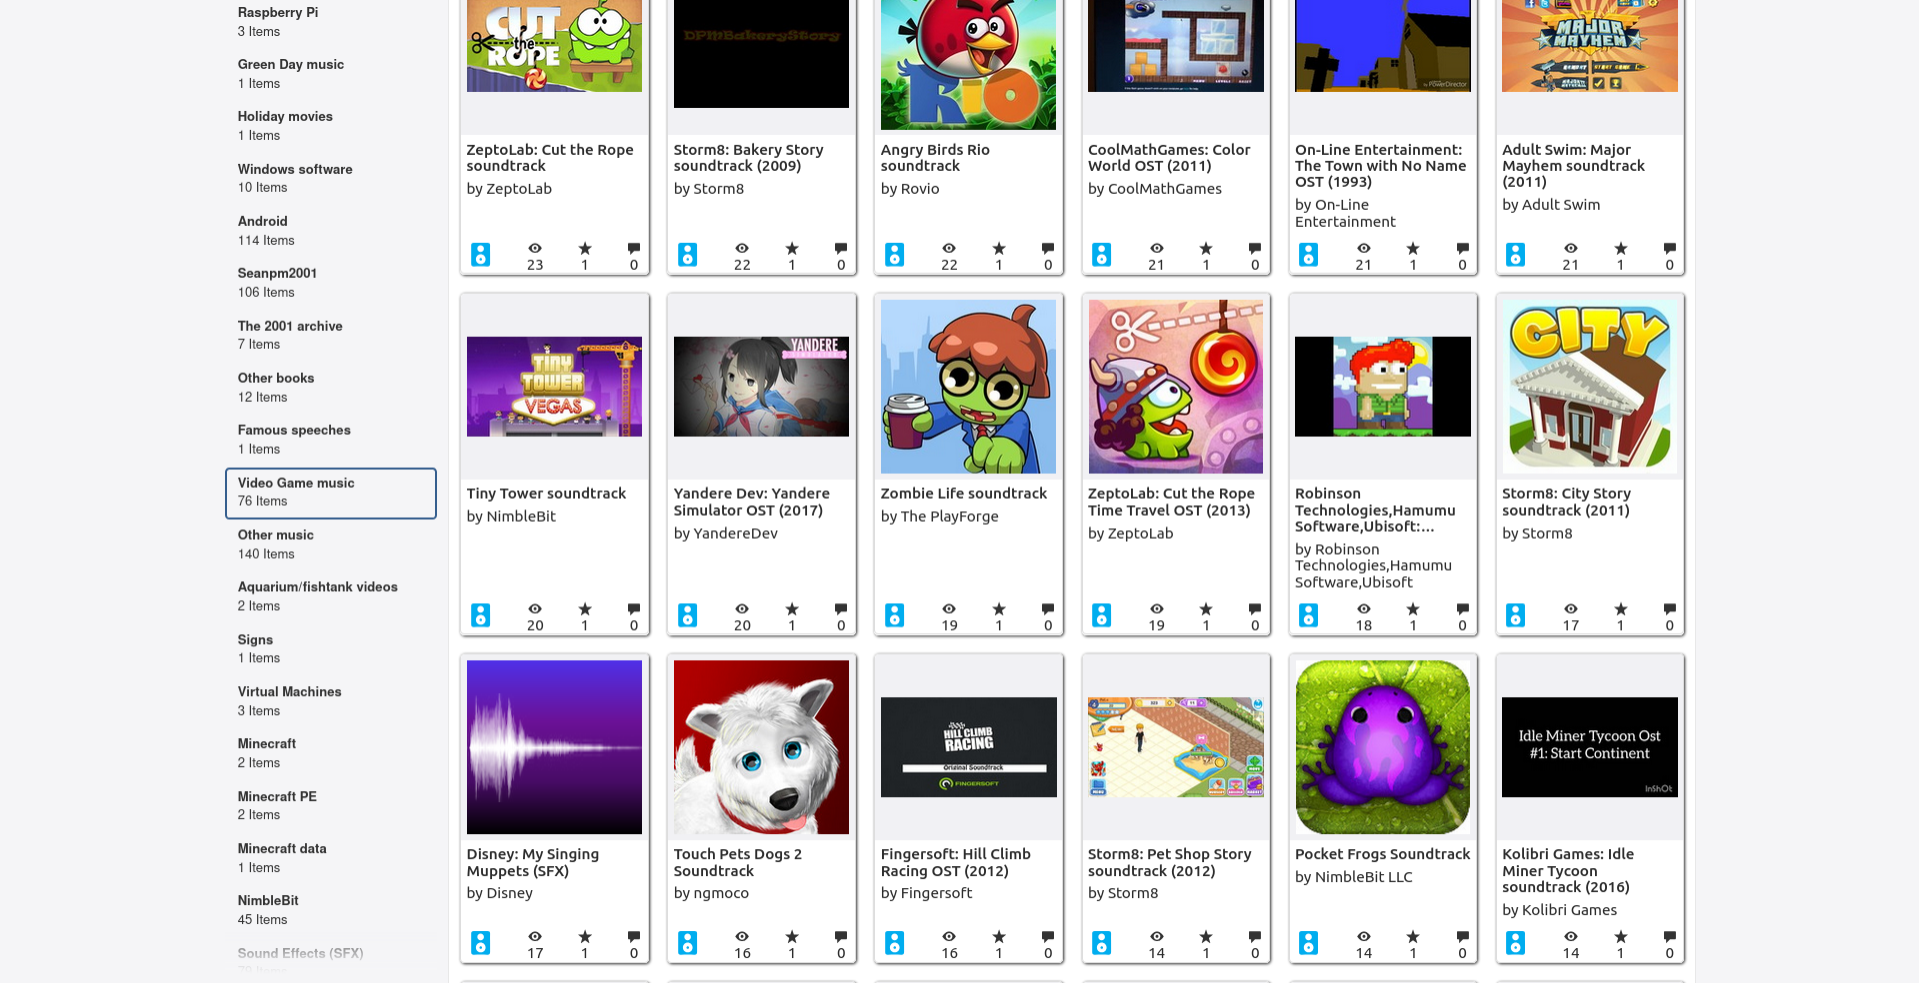 Raspberry Pi
3 Items
Green Day music
1 Items
Holiday movies
1 Items
Windows software
10 Items
Android
114 Items
Seanpm2001
106 Items
The 2001 archive
7 Items
Other books
12 Items
Famous speeches
1 Items
Video Game music
76 Items
Other music
140 Items
Aquarium/fishtank videos
2 Items
Signs
1 Items
Virtual Machines
3 Items
Minecraft
2 Items
Minecraft PE
2 Items
Minecraft data
1 Items
NimbleBit
45 Items
Sound Effects (SFX)
CUT
the
ROPE
ZeptoLab: Cut the Rope
soundtrack
by ZeptoLab
23 1 0
DPMBakeryStory
Storm8: Bakery Story
soundtrack (2009)
by Storm8
22 1 0
RIO
Angry Birds Rio
soundtrack
by Rovio
22 1 0
CoolMathGames: Color
World OST (2011)
by CoolMathGames
21 1 0
PowerDirector
On-Line Entertainment:
The Town with No Name
OST (1993)
by On-Line
Entertainment
21 1 0
MAJOR
MAYHEM
Adult Swim: Major
Mayhem soundtrack
(2011)
by Adult Swim
21 1 0
TINY
TOWER
VEGAS
Tiny Tower soundtrack
by NimbleBit
20 1 0
YANDERE
Yandere Dev: Yandere
Simulator OST (2017)
by YandereDev
20 1 0
Zombie Life soundtrack
by The PlayForge
19 1 0
ZeptoLab: Cut the Rope
Time Travel OST (2013)
by ZeptoLab
19 1 0
Robinson
Technologies,Hamumu
Software,Ubisoft:...
by Robinson
Technologies,Hamumu
Software,Ubisoft
18 1 0
CITY
Storm8: City Story
soundtrack (2011)
by Storm8
17 1 0
Disney: My Singing
Muppets (SFX)
by Disney
17 1 0
Touch Pets Dogs 2
Soundtrack
by ngmoco
16 1 0
HILL CLIMB
RACING
Original Soundtrack
FINGERSOFT
Fingersoft: Hill Climb
Racing OST (2012)
by Fingersoft
16 1 0
Storm8: Pet Shop Story
soundtrack (2012)
by Storm8
14 1 0
Pocket Frogs Soundtrack
by NimbleBit LLC
14 1 0
Idle Miner Tycoon Ost
#1: Start Continent
InShOt
Kolibri Games: Idle
Miner Tycoon
soundtrack (2016)
by Kolibri Games
14 1 0